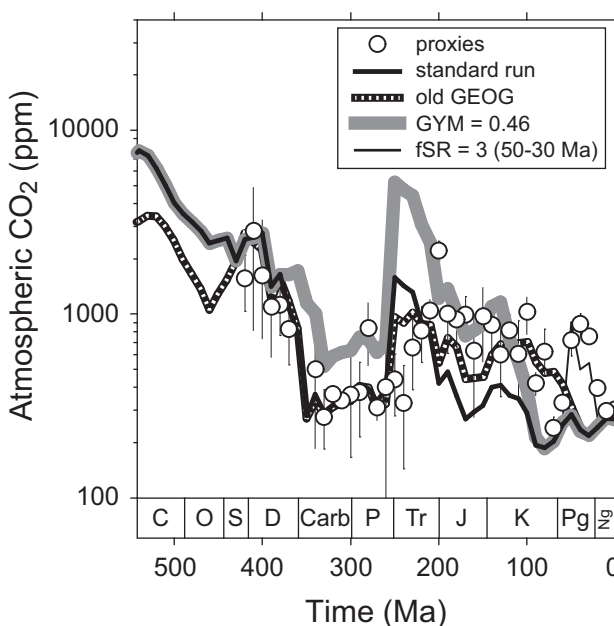 proxies
standard run
old GEOG
GYM = 0.46
fSR = 3 (50-30 Ma)
Atmospheric CO2 (ppm)
10000
1000
100
C O S D Carb P Tr J K Pg Ng
500 400 300 200 100 0
Time (Ma)